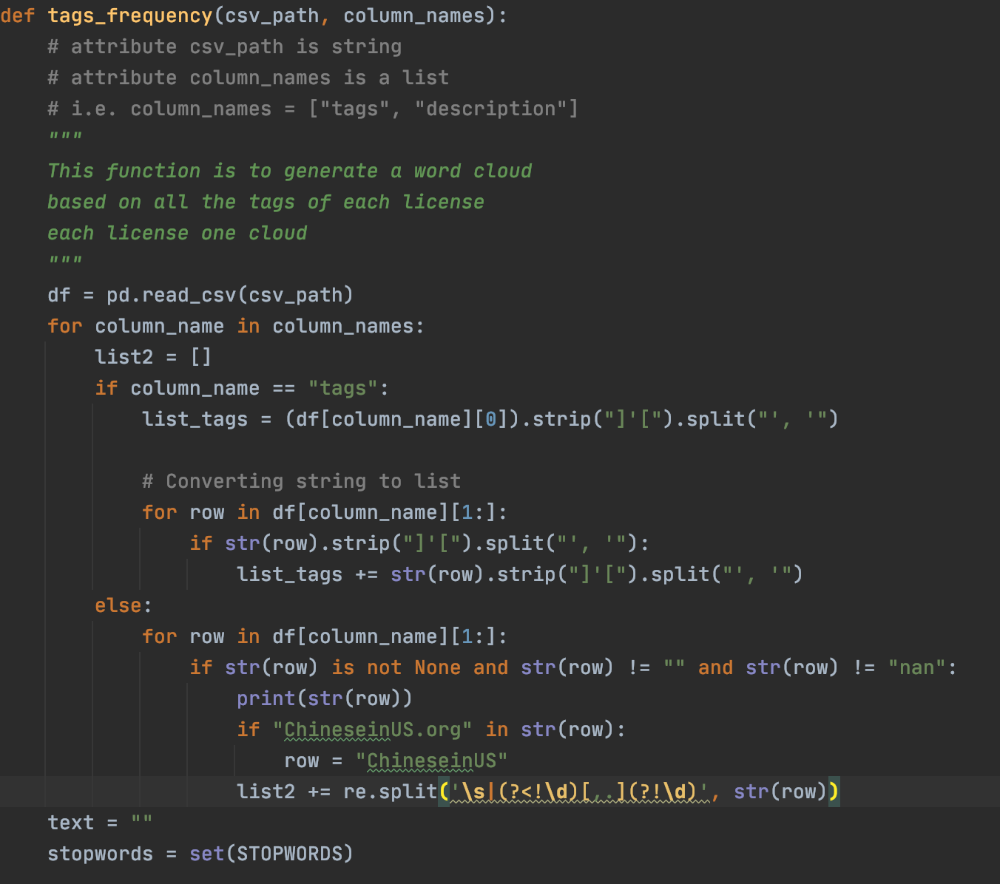 def tags_frequency(csv_path, column_names):
    # attribute csv_path is string
    # attribute column_names is a list
    # i.e. column_names = ["tags", "description"]
    """
    This function is to generate a word cloud
    based on all the tags of each license
    each license one cloud
    """
    df = pd.read_csv(csv_path)
    for column_name in column_names:
        list2 = []
        if column_name == "tags":
            list_tags = (df[column_name][0]).strip("]'[").split("', '")

            # Converting string to list
            for row in df[column_name][1:]:
                if str(row).strip("]'[").split("', '"):
                    list_tags += str(row).strip("]'[").split("', '")
        else:
            for row in df[column_name][1:]:
                if str(row) is not None and str(row) != "" and str(row) != "nan":
                    print(str(row))
                    if "ChineseinUS.org" in str(row):
                        row = "ChineseinUS"
                    list2 += re.split('\s|(?<!\d)[,.](?!\d)', str(row))
    text = ""
    stopwords = set(STOPWORDS)